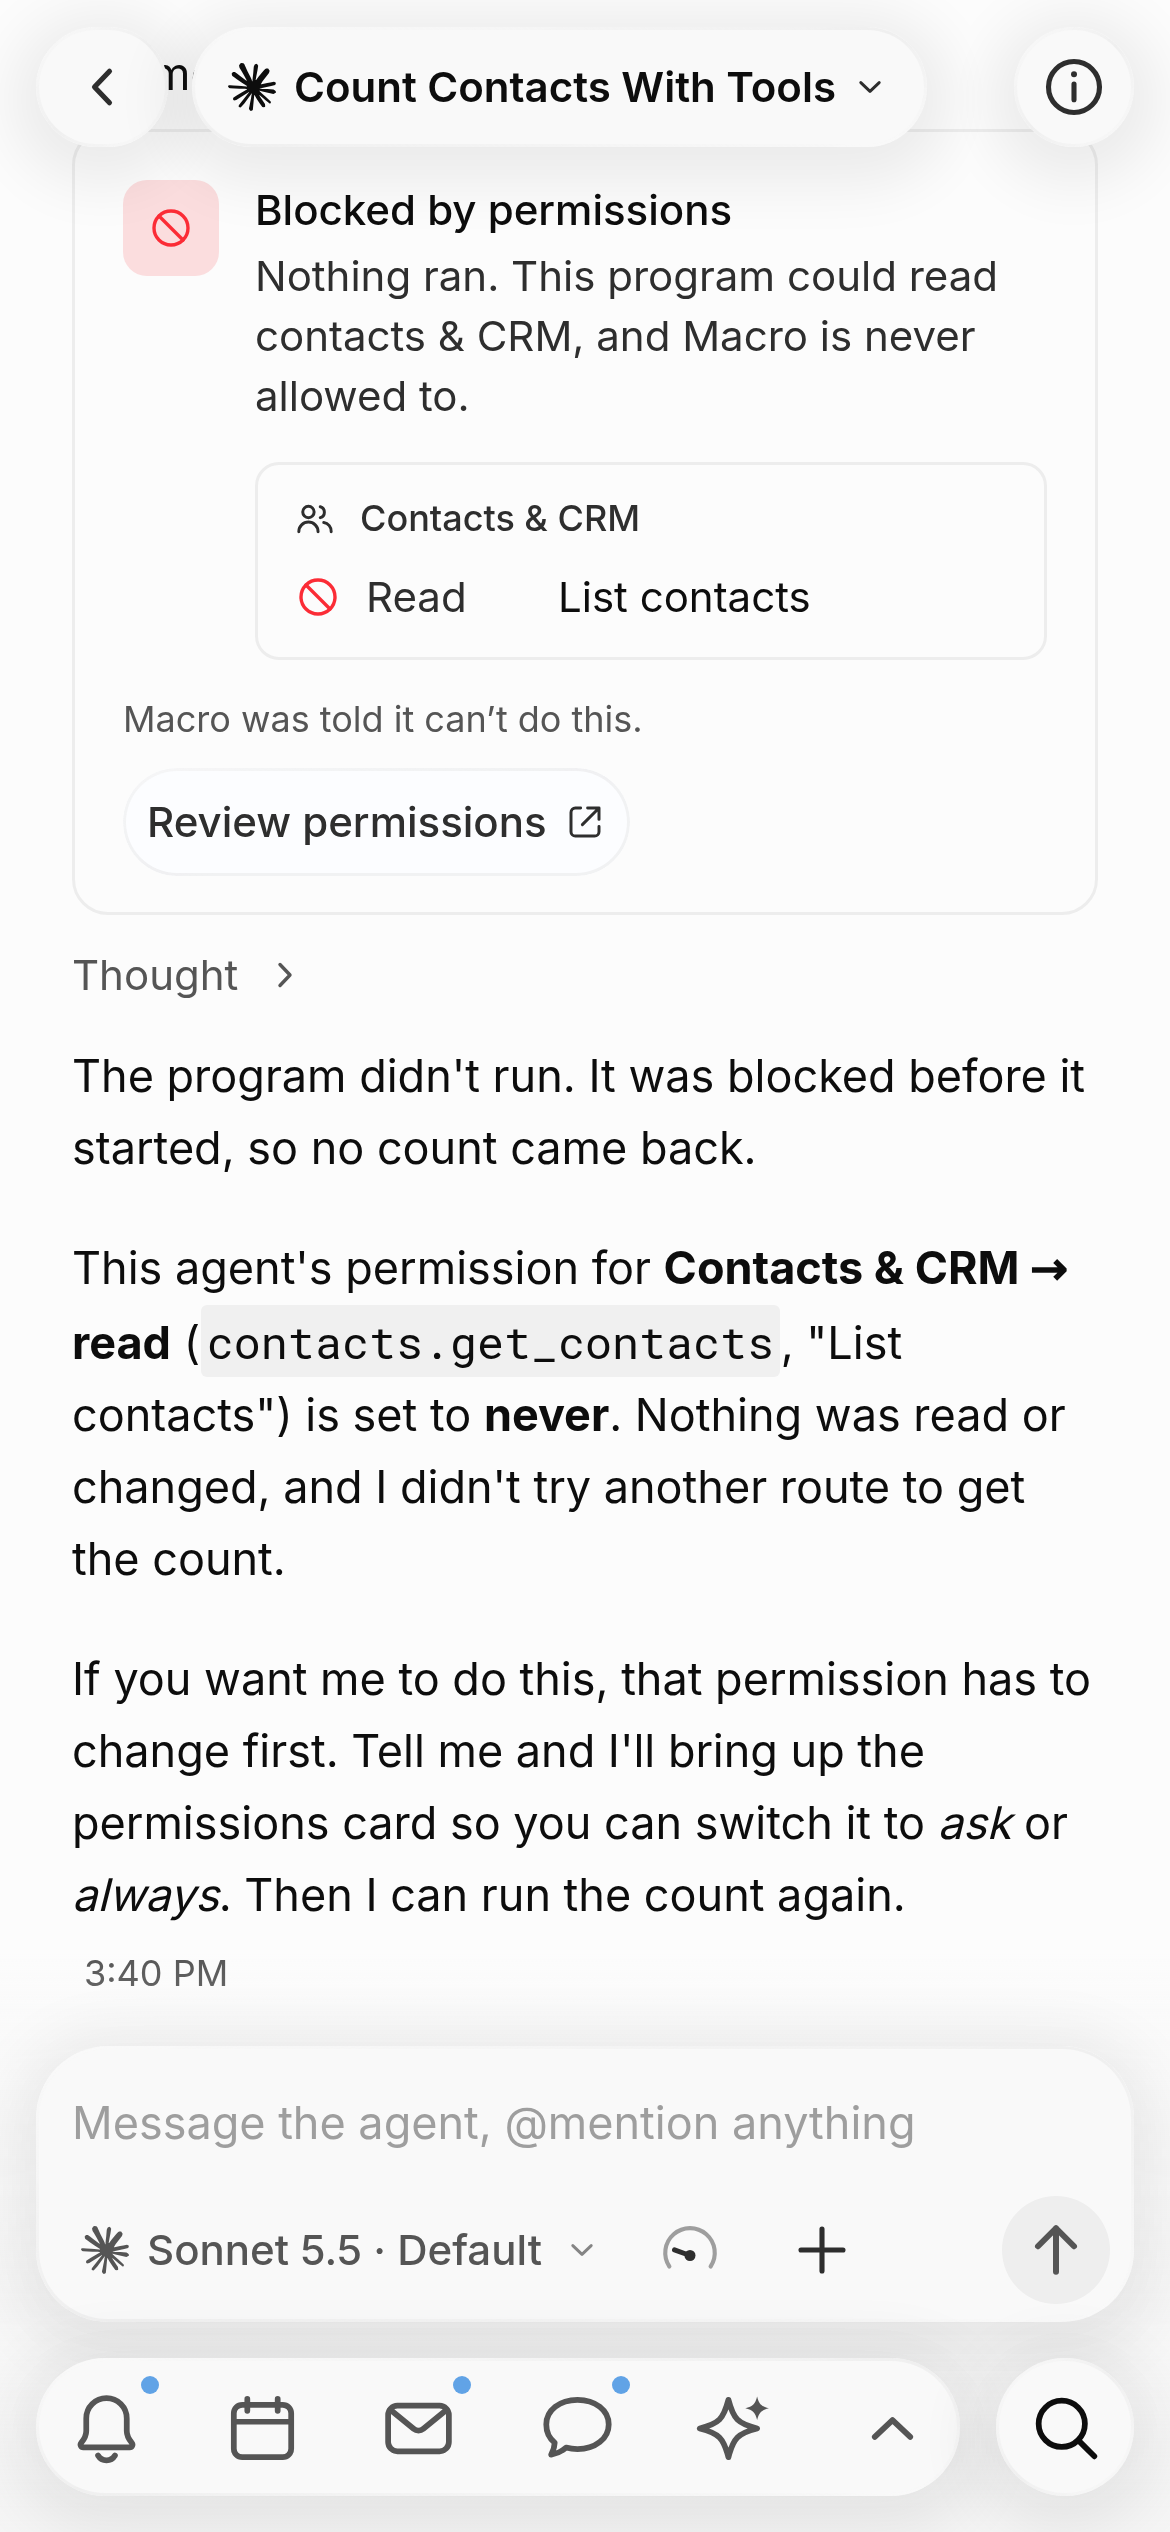 Count Contacts With Tools
Blocked by permissions
Nothing ran. This program could read
contacts & CRM, and Macro is never
allowed to.
Contacts & CRM
Read List contacts
Macro was told it can’t do this.
Review permissions
Thought
The program didn't run. It was blocked before it
started, so no count came back.
This agent's permission for Contacts & CRM →
read (contacts.get_contacts, "List
contacts") is set to never. Nothing was read or
changed, and I didn't try another route to get
the count.
If you want me to do this, that permission has to
change first. Tell me and I'll bring up the
permissions card so you can switch it to ask or
always. Then I can run the count again.
3:40 PM
Message the agent, @mention anything
Sonnet 5.5 · Default